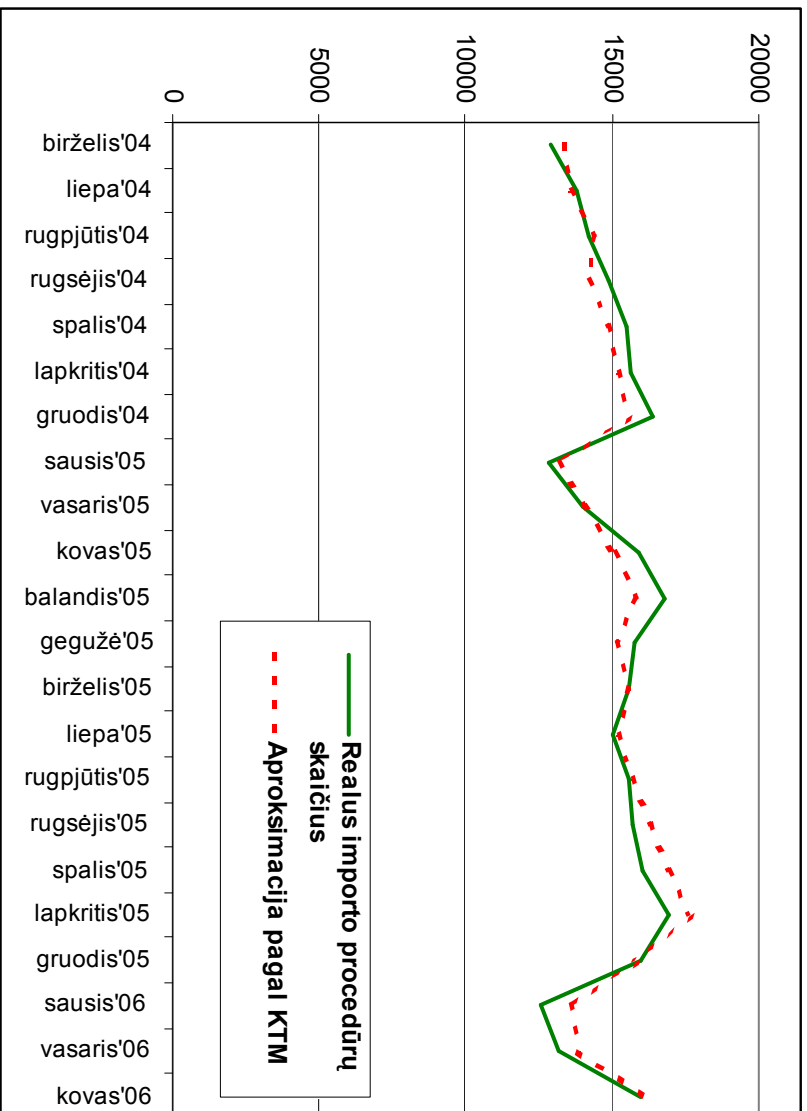 20000
15000
10000
5000
0
birželis'04
liepa'04
rugpjūtis'04
rugsėjis'04
spalis'04
lapkritis'04
gruodis'04
sausis'05
vasaris'05
kovas'05
balandis'05
gegužė'05
birželis'05
liepa'05
rugpjūtis'05
rugsėjis'05
spalis'05
lapkritis'05
gruodis'05
sausis'06
vasaris'06
kovas'06
Realus importo procedūrų
skaičius
Aproksimacija pagal KTM